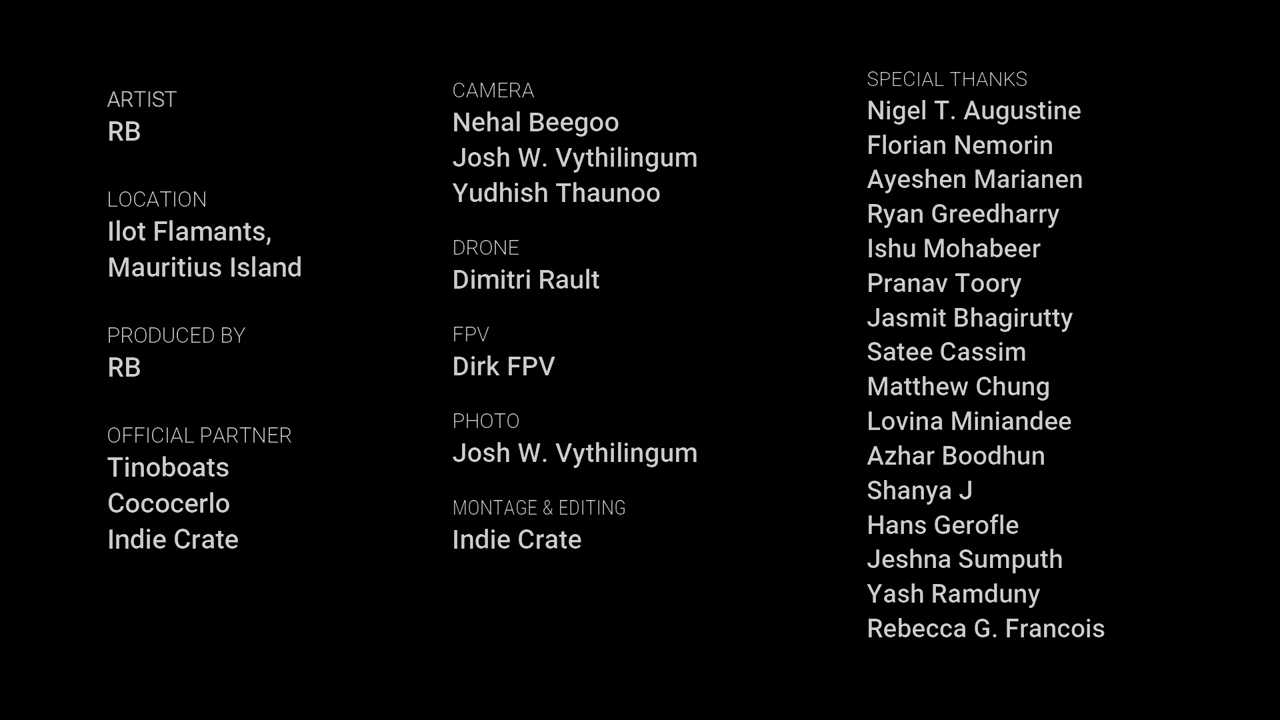 ARTIST
RB
LOCATION
Ilot Flamants,
Mauritius Island
PRODUCED BY
RB
OFFICIAL PARTNER
Tinoboats
Cococerlo
Indie Crate
CAMERA
Nehal Beegoo
Josh W. Vythilingum
Yudhish Thaunoo
DRONE
Dimitri Rault
FPV
Dirk FPV
PHOTO
Josh W. Vythilingum
MONTAGE & EDITING
Indie Crate
SPECIAL THANKS
Nigel T. Augustine
Florian Nemorin
Ayeshen Marianen
Ryan Greedharry
Ishu Mohabeer
Pranav Toory
Jasmit Bhagirutty
Satee Cassim
Matthew Chung
Lovina Miniandee
Azhar Boodhun
Shanya J
Hans Gerofle
Jeshna Sumputh
Yash Ramduny
Rebecca G. Francois